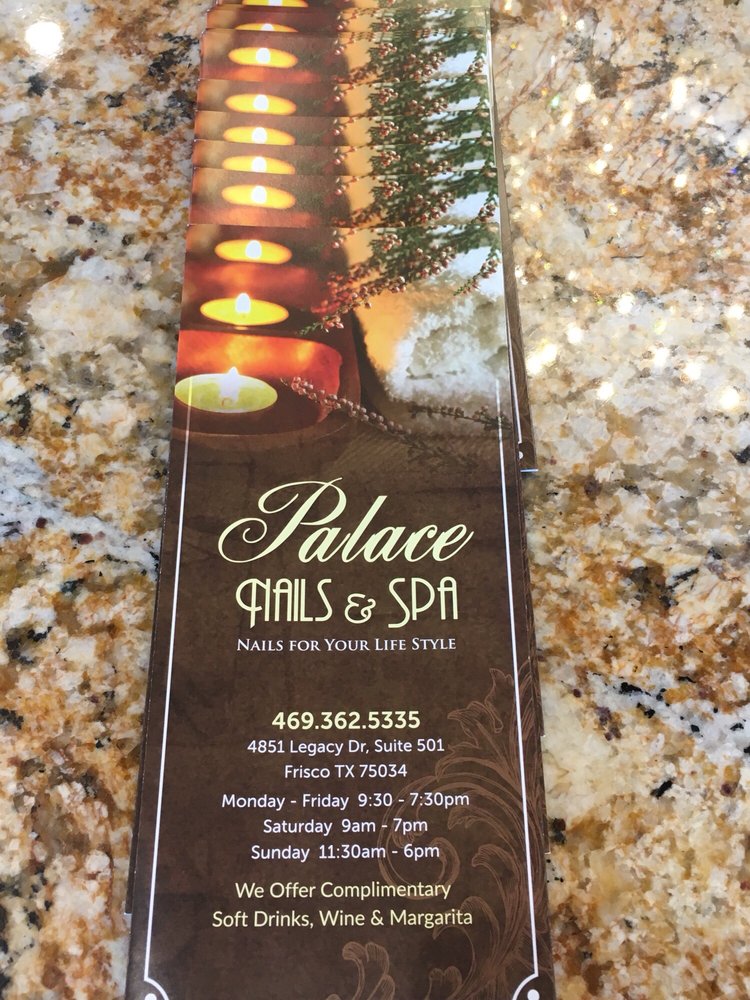 Palace
NAILS & SPA
NAILS FOR YOUR LIFE STYLE
469.362.5335
4851 Legacy Dr, Suite 501
Frisco TX 75034
Monday - Friday 9:30 - 7:30pm
Saturday 9am - 7pm
Sunday 11:30am - 6pm
We Offer Complimentary
Soft Drinks, Wine & Margarita